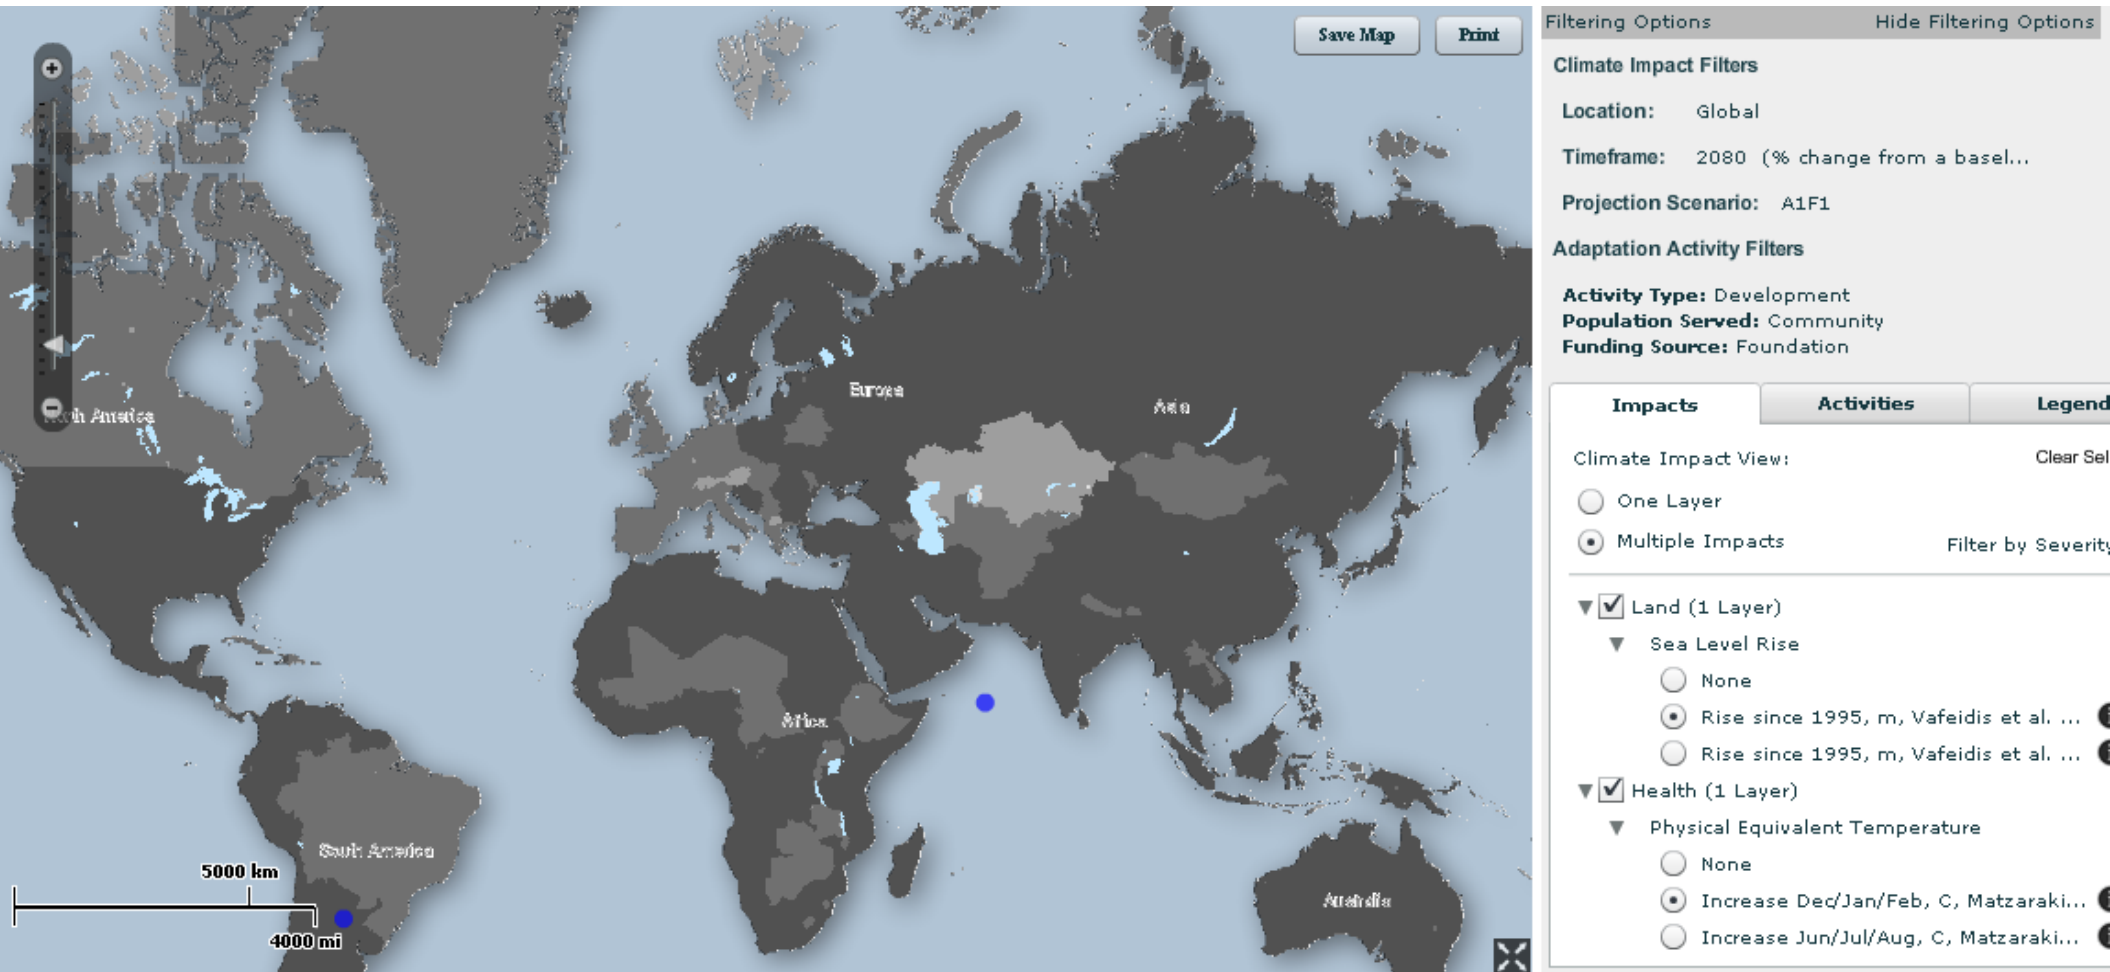 Save Map
Print
North America
Europe
Asia
Africa
South America
Australia
5000 km
4000 mi
Filtering Options
Hide Filtering Options
Climate Impact Filters
Location: Global
Timeframe: 2080 (% change from a basel...
Projection Scenario: A1F1
Adaptation Activity Filters
Activity Type: Development
Population Served: Community
Funding Source: Foundation
Impacts
Activities
Legend
Climate Impact View:
Clear Sel
One Layer
Multiple Impacts
Filter by Severity
Land (1 Layer)
Sea Level Rise
None
Rise since 1995, m, Vafeidis et al. ...
Rise since 1995, m, Vafeidis et al. ...
Health (1 Layer)
Physical Equivalent Temperature
None
Increase Dec/Jan/Feb, C, Matzaraki...
Increase Jun/Jul/Aug, C, Matzaraki...